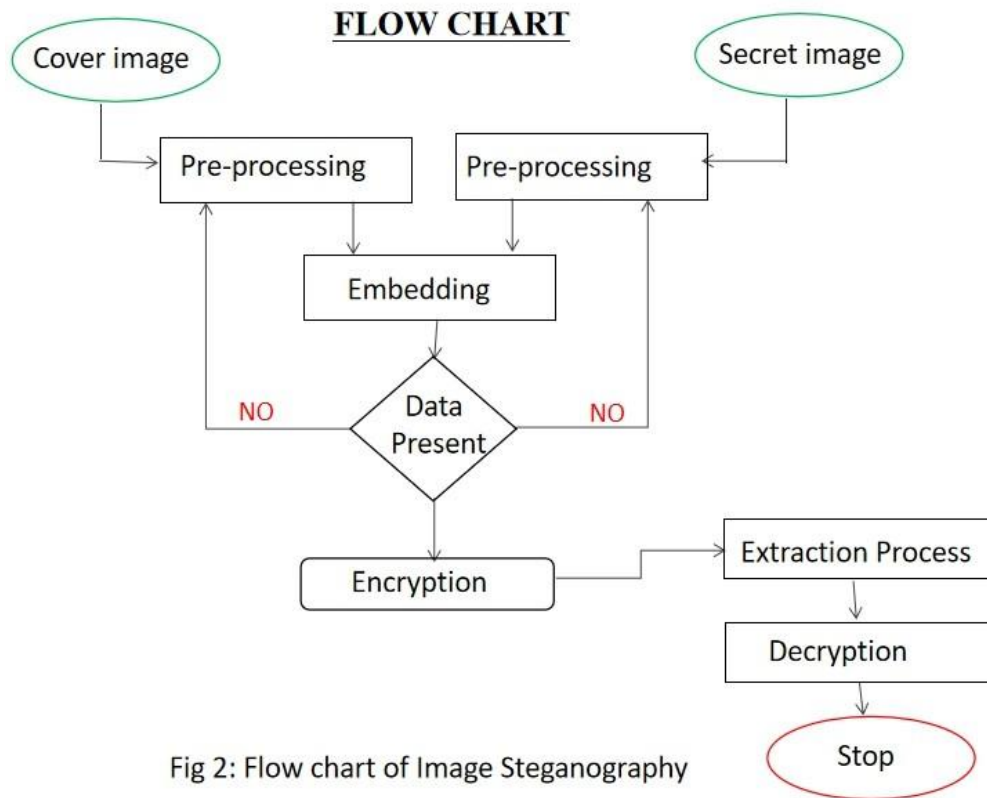 FLOW CHART
Cover image
Secret image
Pre-processing
Pre-processing
Embedding
Data
Present
NO
NO
Encryption
Extraction Process
Decryption
Stop
Fig 2: Flow chart of Image Steganography